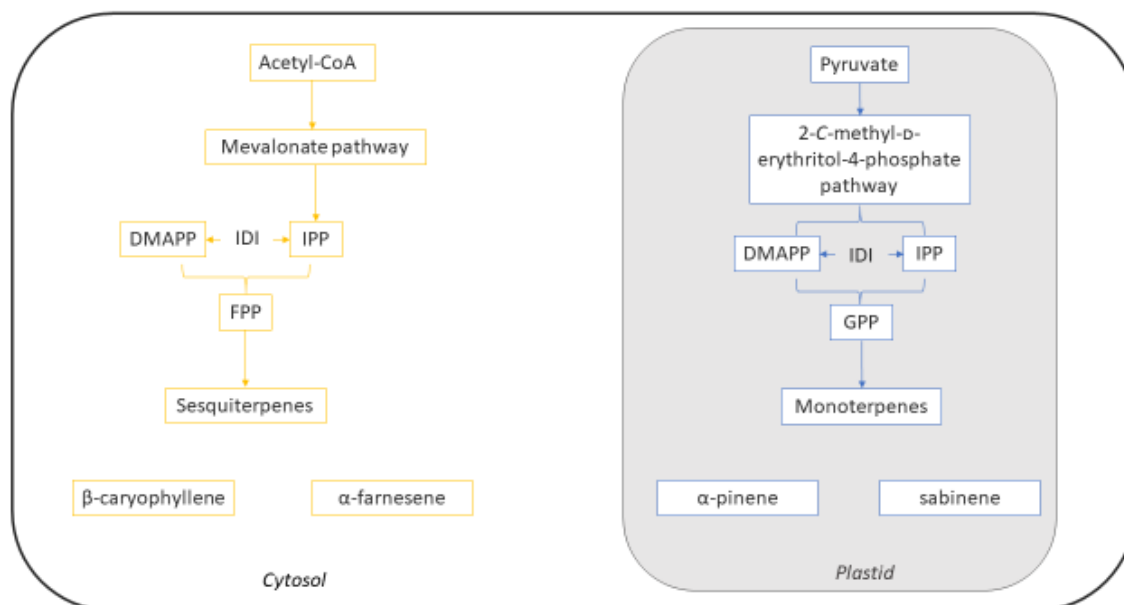 Acetyl-CoA
Mevalonate pathway
DMAPP
IDI
IPP
FPP
Sesquiterpenes
β-caryophyllene
α-farnesene
Cytosol
Pyruvate
2-C-methyl-ᴅ-
erythritol-4-phosphate
pathway
DMAPP
IDI
IPP
GPP
Monoterpenes
α-pinene
sabinene
Plastid